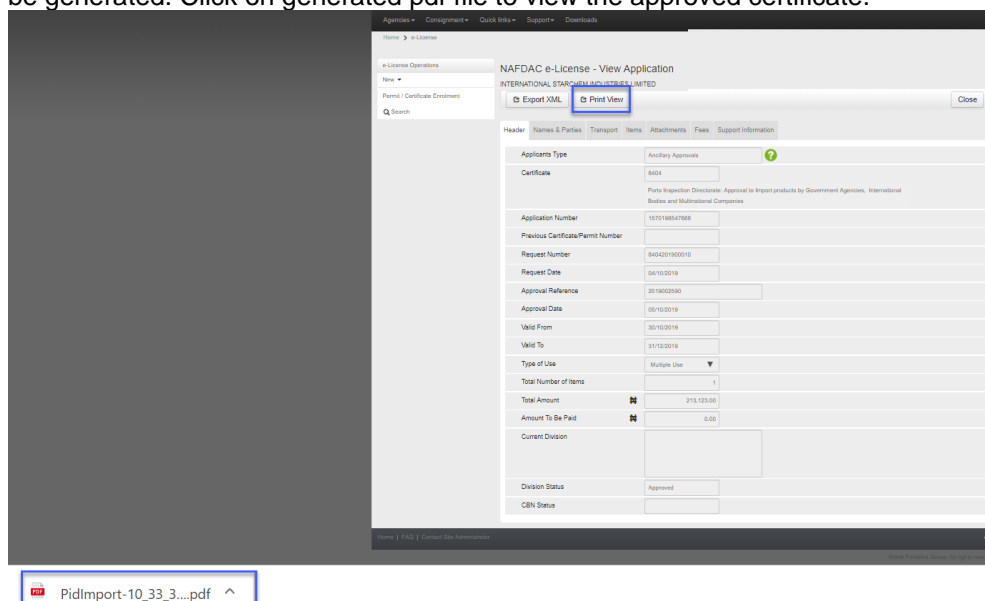 be generated. Click on generated pdf file to view the approved certificate.
Agencies Consignment Quick links Support Downloads
Home e-License
e-License Operations
New
Permit / Certificate Enrolment
Search
NAFDAC e-License - View Application
INTERNATIONAL STARCHEM INDUSTRIES LIMITED
Export XML Print View Close
Header Names & Parties Transport Items Attachments Fees Support Information
Applicants Type Ancillary Approvals ?
Certificate 8404
Ports Inspection Directorate: Approval to Import products by Government Agencies, International
Bodies and Multinational Companies
Application Number 1570198547888
Previous Certificate/Permit Number
Request Number 8404201900010
Request Date 04/10/2019
Approval Reference 2019002590
Approval Date 05/10/2019
Valid From 30/10/2019
Valid To 31/12/2019
Type of Use Multiple Use
Total Number of Items 1
Total Amount ₦ 213,123.00
Amount To Be Paid ₦ 0.00
Current Division
Division Status Approved
CBN Status
Home | FAQ | Contact Site Administrator
PidImport-10_33_3....pdf